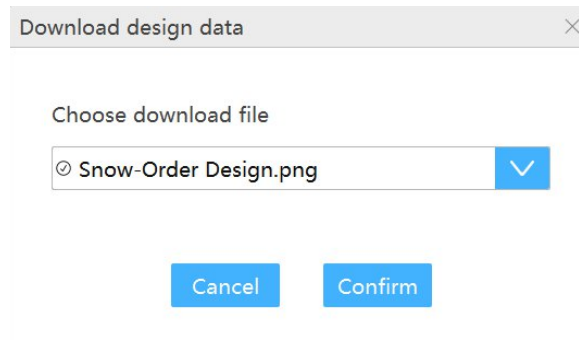 Download design data
Choose download file
Snow-Order Design.png
Cancel Confirm